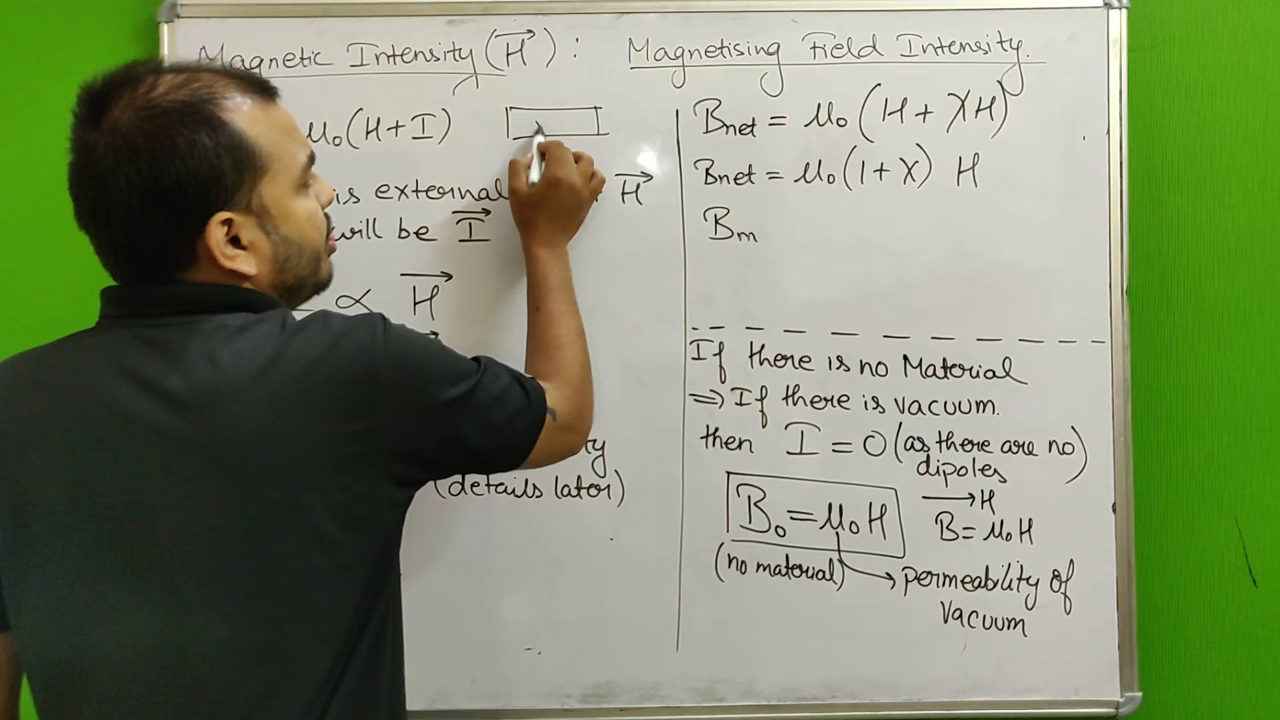 Magnetic Intensity (H→) : Magnetising Field Intensity.
μ₀(H+I)
is external H→
will be I→
∝ H→
ty
(details later)
Bnet = μ₀ (H + χH)
Bnet = μ₀(1+χ) H
Bm
If there is no Material
⇒ If there is vacuum.
then I = 0 (as there are no
dipoles)
B₀ = μ₀H
(no material)
→ H
B = μ₀H
permeability of
vacuum